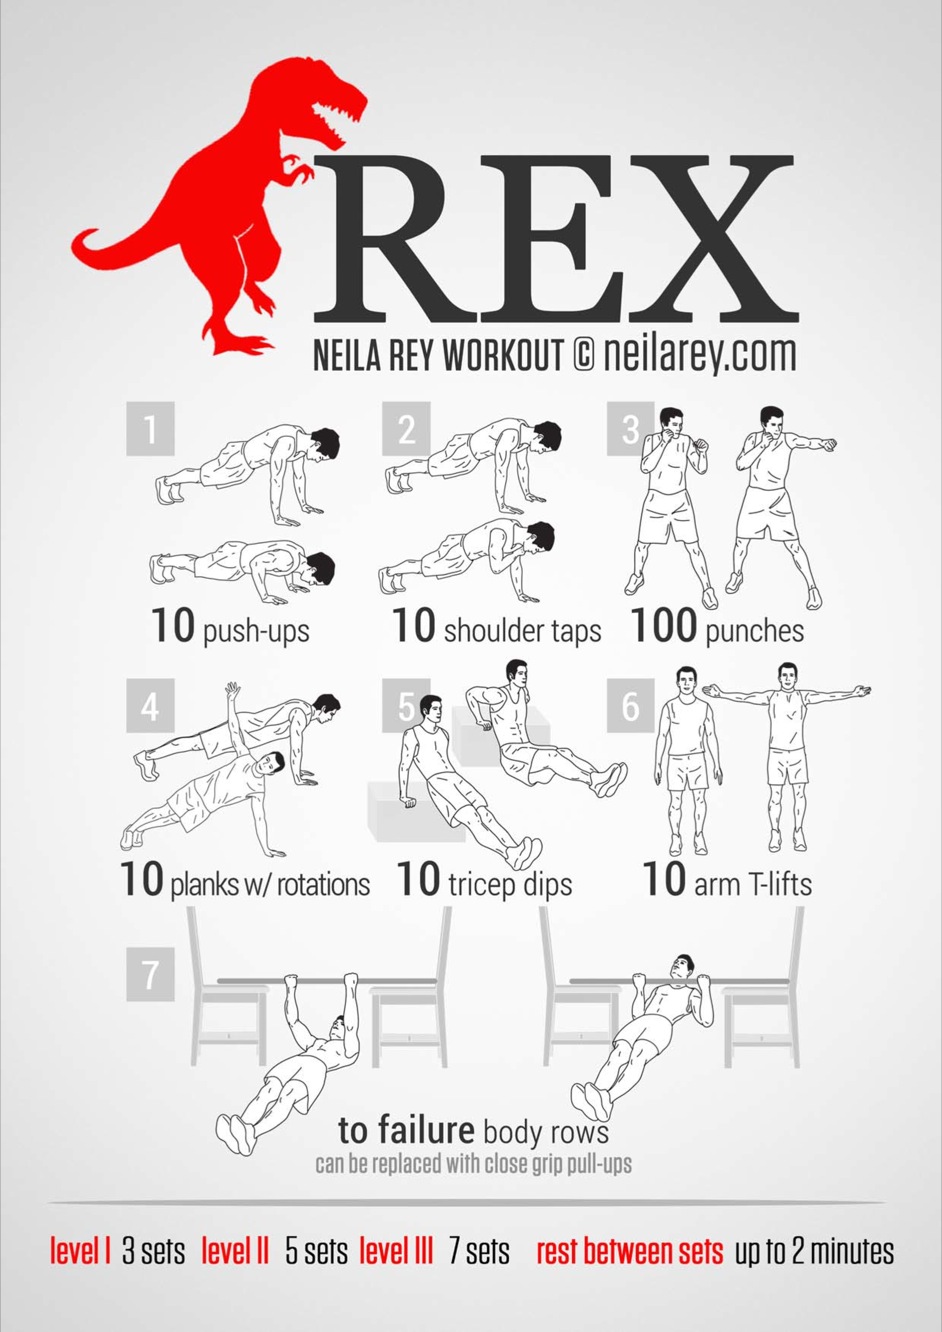 REX
NEILA REY WORKOUT © neilarey.com
1
2
3
10 push-ups
10 shoulder taps
100 punches
4
5
6
10 planks w/ rotations
10 tricep dips
10 arm T-lifts
7
to failure body rows
can be replaced with close grip pull-ups
level I 3 sets level II 5 sets level III 7 sets rest between sets up to 2 minutes